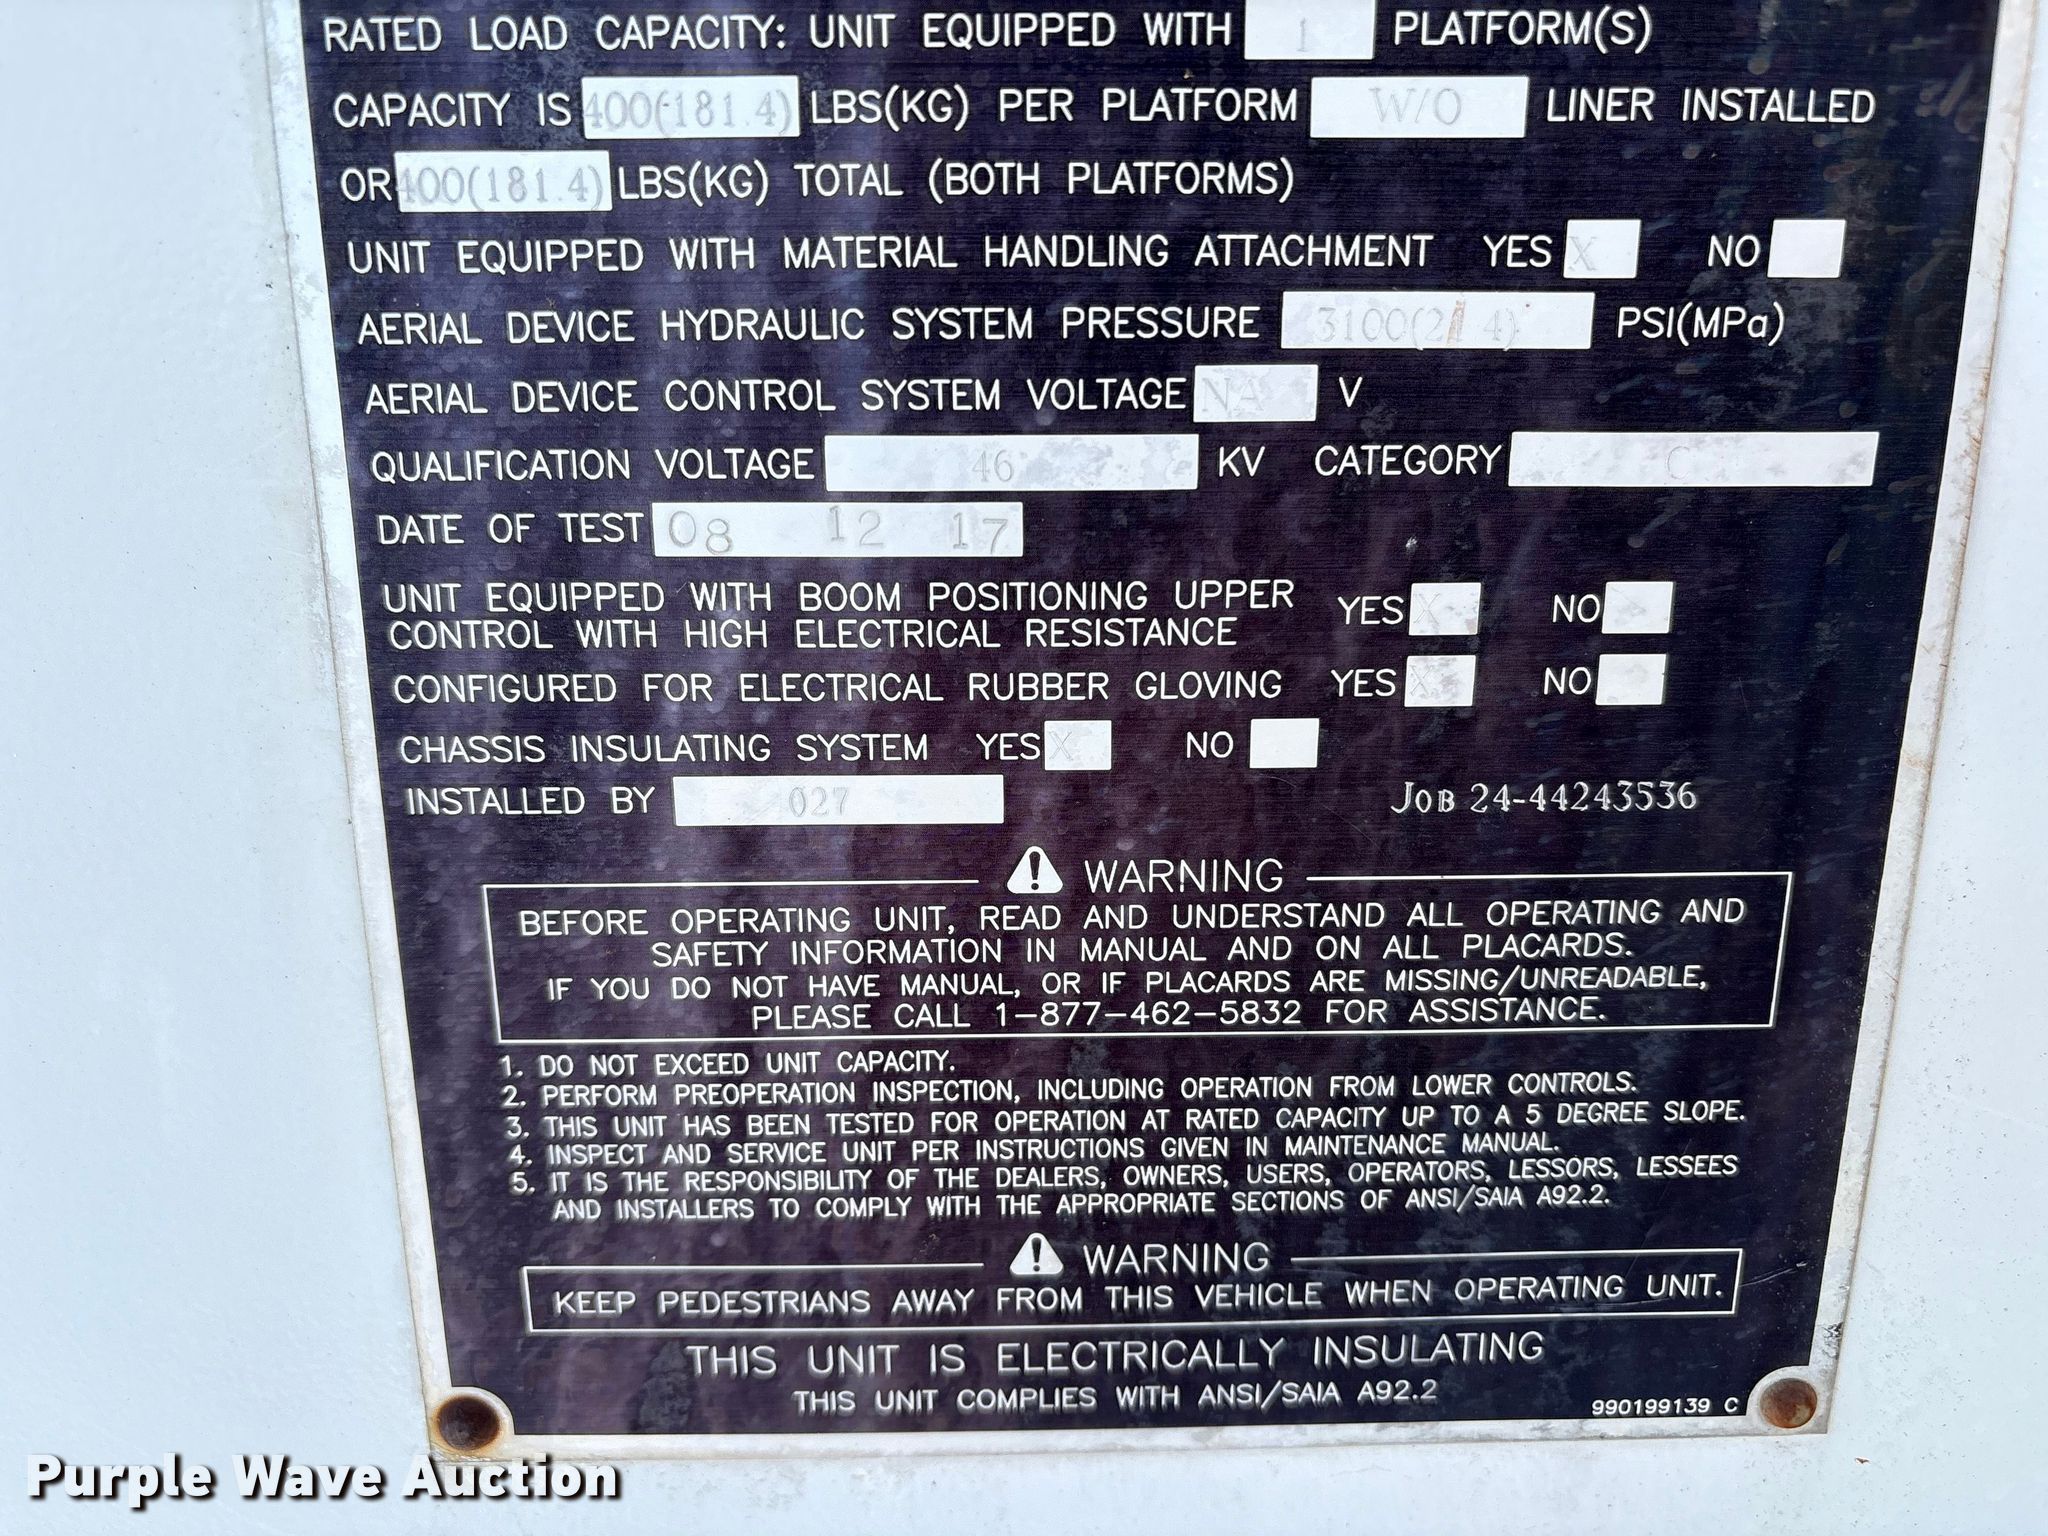 RATED LOAD CAPACITY: UNIT EQUIPPED WITH 1 PLATFORM(S)
CAPACITY IS 400(181.4) LBS(KG) PER PLATFORM W/O LINER INSTALLED
OR 400(181.4) LBS(KG) TOTAL (BOTH PLATFORMS)
UNIT EQUIPPED WITH MATERIAL HANDLING ATTACHMENT YES X NO
AERIAL DEVICE HYDRAULIC SYSTEM PRESSURE 3100(21.4) PSI(MPa)
AERIAL DEVICE CONTROL SYSTEM VOLTAGE NA V
QUALIFICATION VOLTAGE 46 KV CATEGORY C
DATE OF TEST 08 12 17
UNIT EQUIPPED WITH BOOM POSITIONING UPPER
CONTROL WITH HIGH ELECTRICAL RESISTANCE YES X NO
CONFIGURED FOR ELECTRICAL RUBBER GLOVING YES X NO
CHASSIS INSULATING SYSTEM YES X NO
INSTALLED BY 027 JOB 24-44243536
WARNING
BEFORE OPERATING UNIT, READ AND UNDERSTAND ALL OPERATING AND
SAFETY INFORMATION IN MANUAL AND ON ALL PLACARDS.
IF YOU DO NOT HAVE MANUAL, OR IF PLACARDS ARE MISSING/UNREADABLE,
PLEASE CALL 1-877-462-5832 FOR ASSISTANCE.
1. DO NOT EXCEED UNIT CAPACITY.
2. PERFORM PREOPERATION INSPECTION, INCLUDING OPERATION FROM LOWER CONTROLS.
3. THIS UNIT HAS BEEN TESTED FOR OPERATION AT RATED CAPACITY UP TO A 5 DEGREE SLOPE.
4. INSPECT AND SERVICE UNIT PER INSTRUCTIONS GIVEN IN MAINTENANCE MANUAL.
5. IT IS THE RESPONSIBILITY OF THE DEALERS, OWNERS, USERS, OPERATORS, LESSORS, LESSEES
AND INSTALLERS TO COMPLY WITH THE APPROPRIATE SECTIONS OF ANSI/SAIA A92.2.
WARNING
KEEP PEDESTRIANS AWAY FROM THIS VEHICLE WHEN OPERATING UNIT.
THIS UNIT IS ELECTRICALLY INSULATING
THIS UNIT COMPLIES WITH ANSI/SAIA A92.2
990199139 C
Purple Wave Auction